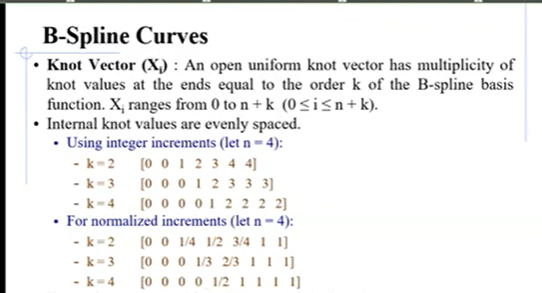 B-Spline Curves
• Knot Vector (Xi) : An open uniform knot vector has multiplicity of
knot values at the ends equal to the order k of the B-spline basis
function. Xi ranges from 0 to n + k (0 ≤ i ≤ n + k).
• Internal knot values are evenly spaced.
• Using integer increments (let n = 4):
- k = 2 [0 0 1 2 3 4 4]
- k = 3 [0 0 0 1 2 3 3 3]
- k = 4 [0 0 0 0 1 2 2 2 2]
• For normalized increments (let n = 4):
- k = 2 [0 0 1/4 1/2 3/4 1 1]
- k = 3 [0 0 0 1/3 2/3 1 1 1]
- k = 4 [0 0 0 0 1/2 1 1 1 1]